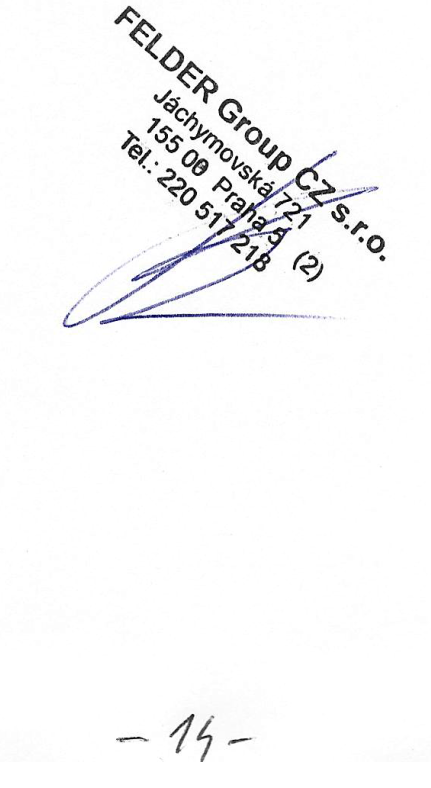 FELDER Group CZ s.r.o.
Jáchymovská 721
155 00 Praha 5 (2)
Tel.: 220 517 218
- 14 -